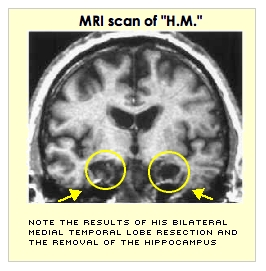 MRI scan of "H.M."
NOTE THE RESULTS OF HIS BILATERAL
MEDIAL TEMPORAL LOBE RESECTION AND
THE REMOVAL OF THE HIPPOCAMPUS